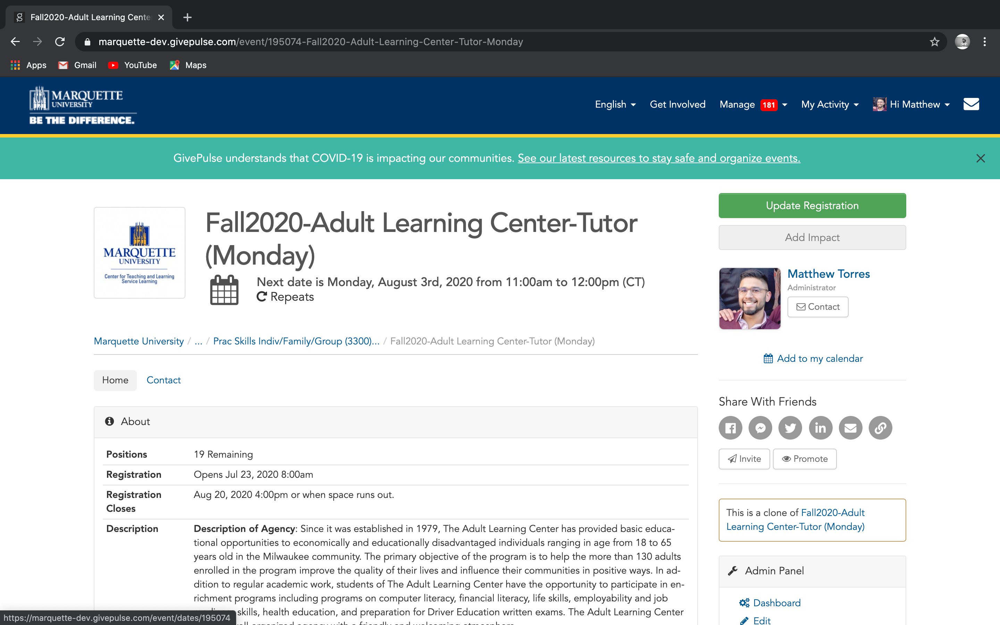 Fall2020-Adult Learning Cente
marquette-dev.givepulse.com/event/195074-Fall2020-Adult-Learning-Center-Tutor-Monday
Apps Gmail YouTube Maps
MARQUETTE
UNIVERSITY
BE THE DIFFERENCE.
English Get Involved Manage 181 My Activity Hi Matthew
GivePulse understands that COVID-19 is impacting our communities. See our latest resources to stay safe and organize events.
MARQUETTE
UNIVERSITY
Center for Teaching and Learning
Service Learning
Fall2020-Adult Learning Center-Tutor
(Monday)
Next date is Monday, August 3rd, 2020 from 11:00am to 12:00pm (CT)
Repeats
Marquette University / ... / Prac Skills Indiv/Family/Group (3300)... / Fall2020-Adult Learning Center-Tutor (Monday)
Home Contact
About
Positions 19 Remaining
Registration Opens Jul 23, 2020 8:00am
Registration Closes Aug 20, 2020 4:00pm or when space runs out.
Description Description of Agency: Since it was established in 1979, The Adult Learning Center has provided basic educa-
tional opportunities to economically and educationally disadvantaged individuals ranging in age from 18 to 65
years old in the Milwaukee community. The primary objective of the program is to help the more than 130 adults
enrolled in the program improve the quality of their lives and influence their communities in positive ways. In ad-
dition to regular academic work, students of The Adult Learning Center have the opportunity to participate in en-
richment programs including programs on computer literacy, financial literacy, life skills, employability and job
skills, health education, and preparation for Driver Education written exams. The Adult Learning Center
Update Registration
Add Impact
Matthew Torres
Administrator
Contact
Add to my calendar
Share With Friends
Invite Promote
This is a clone of Fall2020-Adult
Learning Center-Tutor (Monday)
Admin Panel
Dashboard
Edit
https://marquette-dev.givepulse.com/event/dates/195074